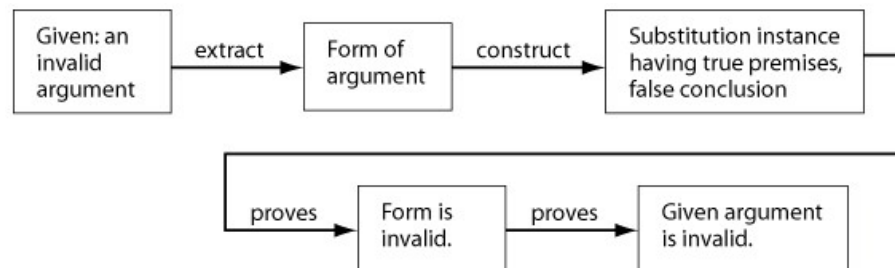 Given: an
invalid
argument
extract
Form of
argument
construct
Substitution instance
having true premises,
false conclusion
proves
Form is
invalid.
proves
Given argument
is invalid.